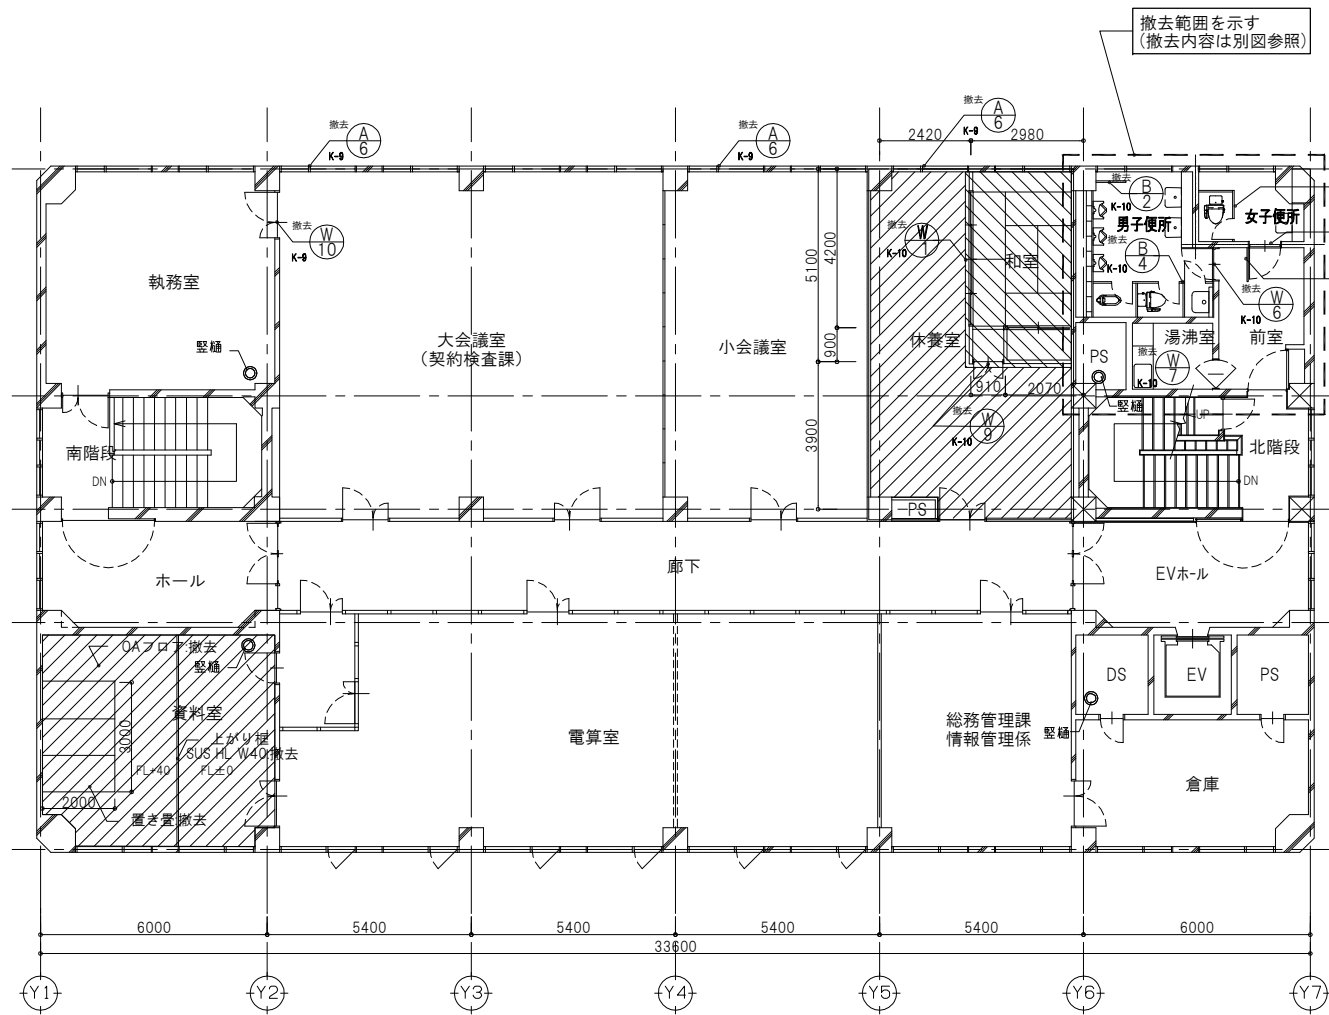 撤去範囲を示す
(撤去内容は別図参照)
撤去
A
6
K-9
撤去
A
6
K-9
撤去
A
6
K-9
2420
2980
撤去
W
10
K-9
撤去
W
1
K-10
撤去
B
2
K-10
男子便所
女子便所
撤去
B
4
K-10
撤去
W
6
K-10
執務室
竪樋
大会議室
(契約検査課)
小会議室
5100
4200
900
3900
和室
休養室
910
2070
撤去
W
9
K-10
PS
湯沸室
前室
撤去
W
7
K-10
竪樋
UP
北階段
DN
南階段
DN
PS
ホール
廊下
EVホール
OAフロア:撤去
竪樋
資料室
3000
上がり框
SUS HL W40:撤去
FL+40
FL±0
2000
置き畳:撤去
電算室
総務管理課
情報管理係
竪樋
DS
EV
PS
倉庫
6000
5400
5400
5400
5400
6000
33600
Y1
Y2
Y3
Y4
Y5
Y6
Y7